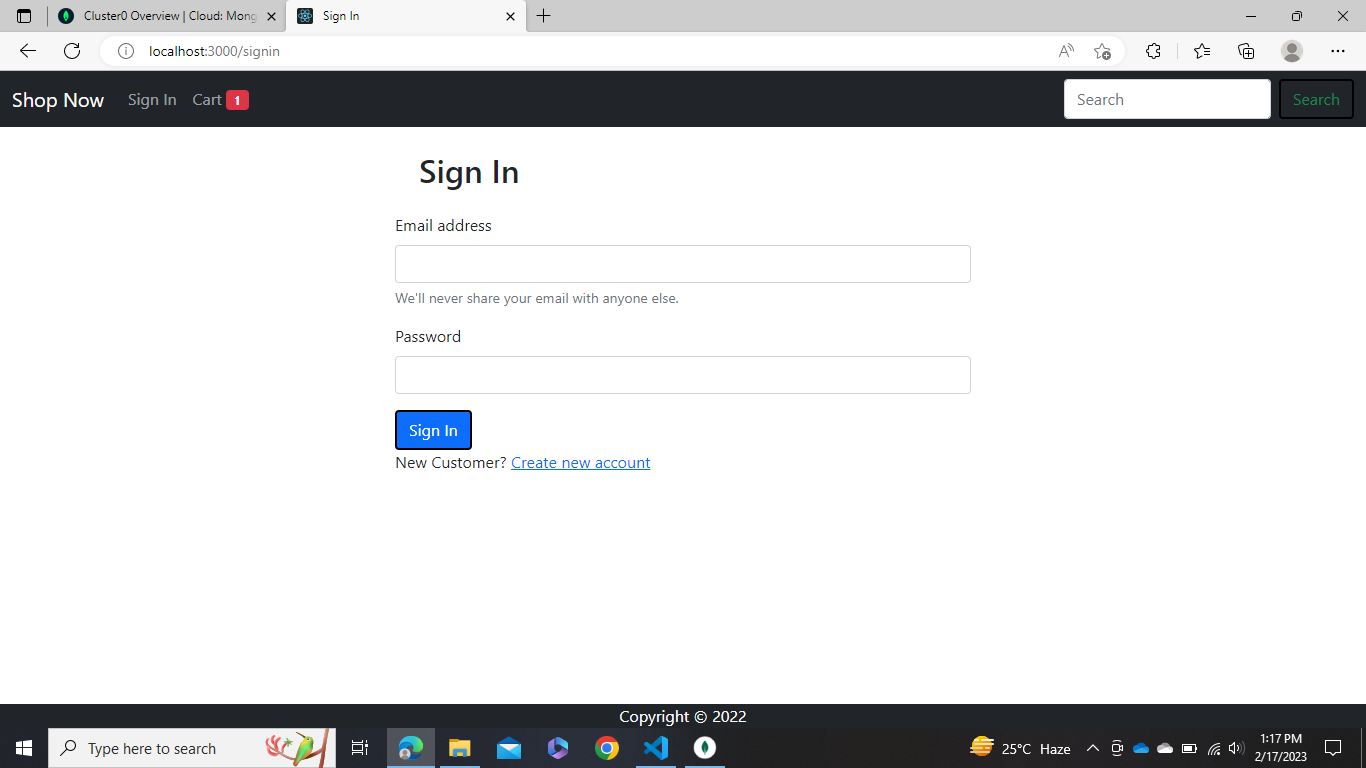 Cluster0 Overview | Cloud: Mong
Sign In
localhost:3000/signin
Shop Now Sign In Cart 1 Search Search
Sign In
Email address
We'll never share your email with anyone else.
Password
Sign In
New Customer? Create new account
Copyright © 2022
Type here to search
25°C Haze
1:17 PM
2/17/2023